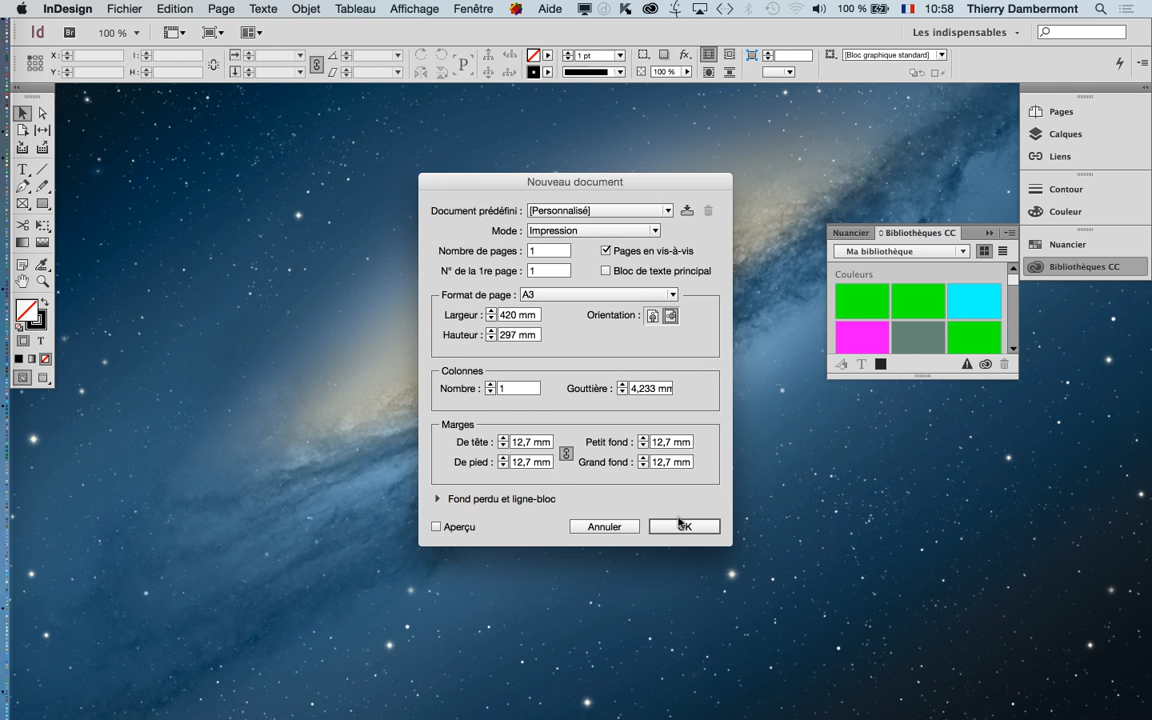 InDesign Fichier Edition Page Texte Objet Tableau Affichage Fenêtre Aide 100 % 10:58 Thierry Dambermont
Id Br 100 % Les indispensables
X : I : 1 pt [Bloc graphique standard]
Y : H : P 100 %
fx.
Nouveau document
Document prédéfini : [Personnalisé]
Mode : Impression
Nombre de pages : 1 Pages en vis-à-vis
N° de la 1re page : 1 Bloc de texte principal
Format de page : A3
Largeur : 420 mm Orientation :
Hauteur : 297 mm
Colonnes
Nombre : 1 Gouttière : 4,233 mm
Marges
De tête : 12,7 mm Petit fond : 12,7 mm
De pied : 12,7 mm Grand fond : 12,7 mm
Fond perdu et ligne-bloc
Aperçu Annuler OK
Nuancier Bibliothèques CC
Ma bibliothèque
Couleurs
T
Pages
Calques
Liens
Contour
Couleur
Nuancier
Bibliothèques CC
T
T